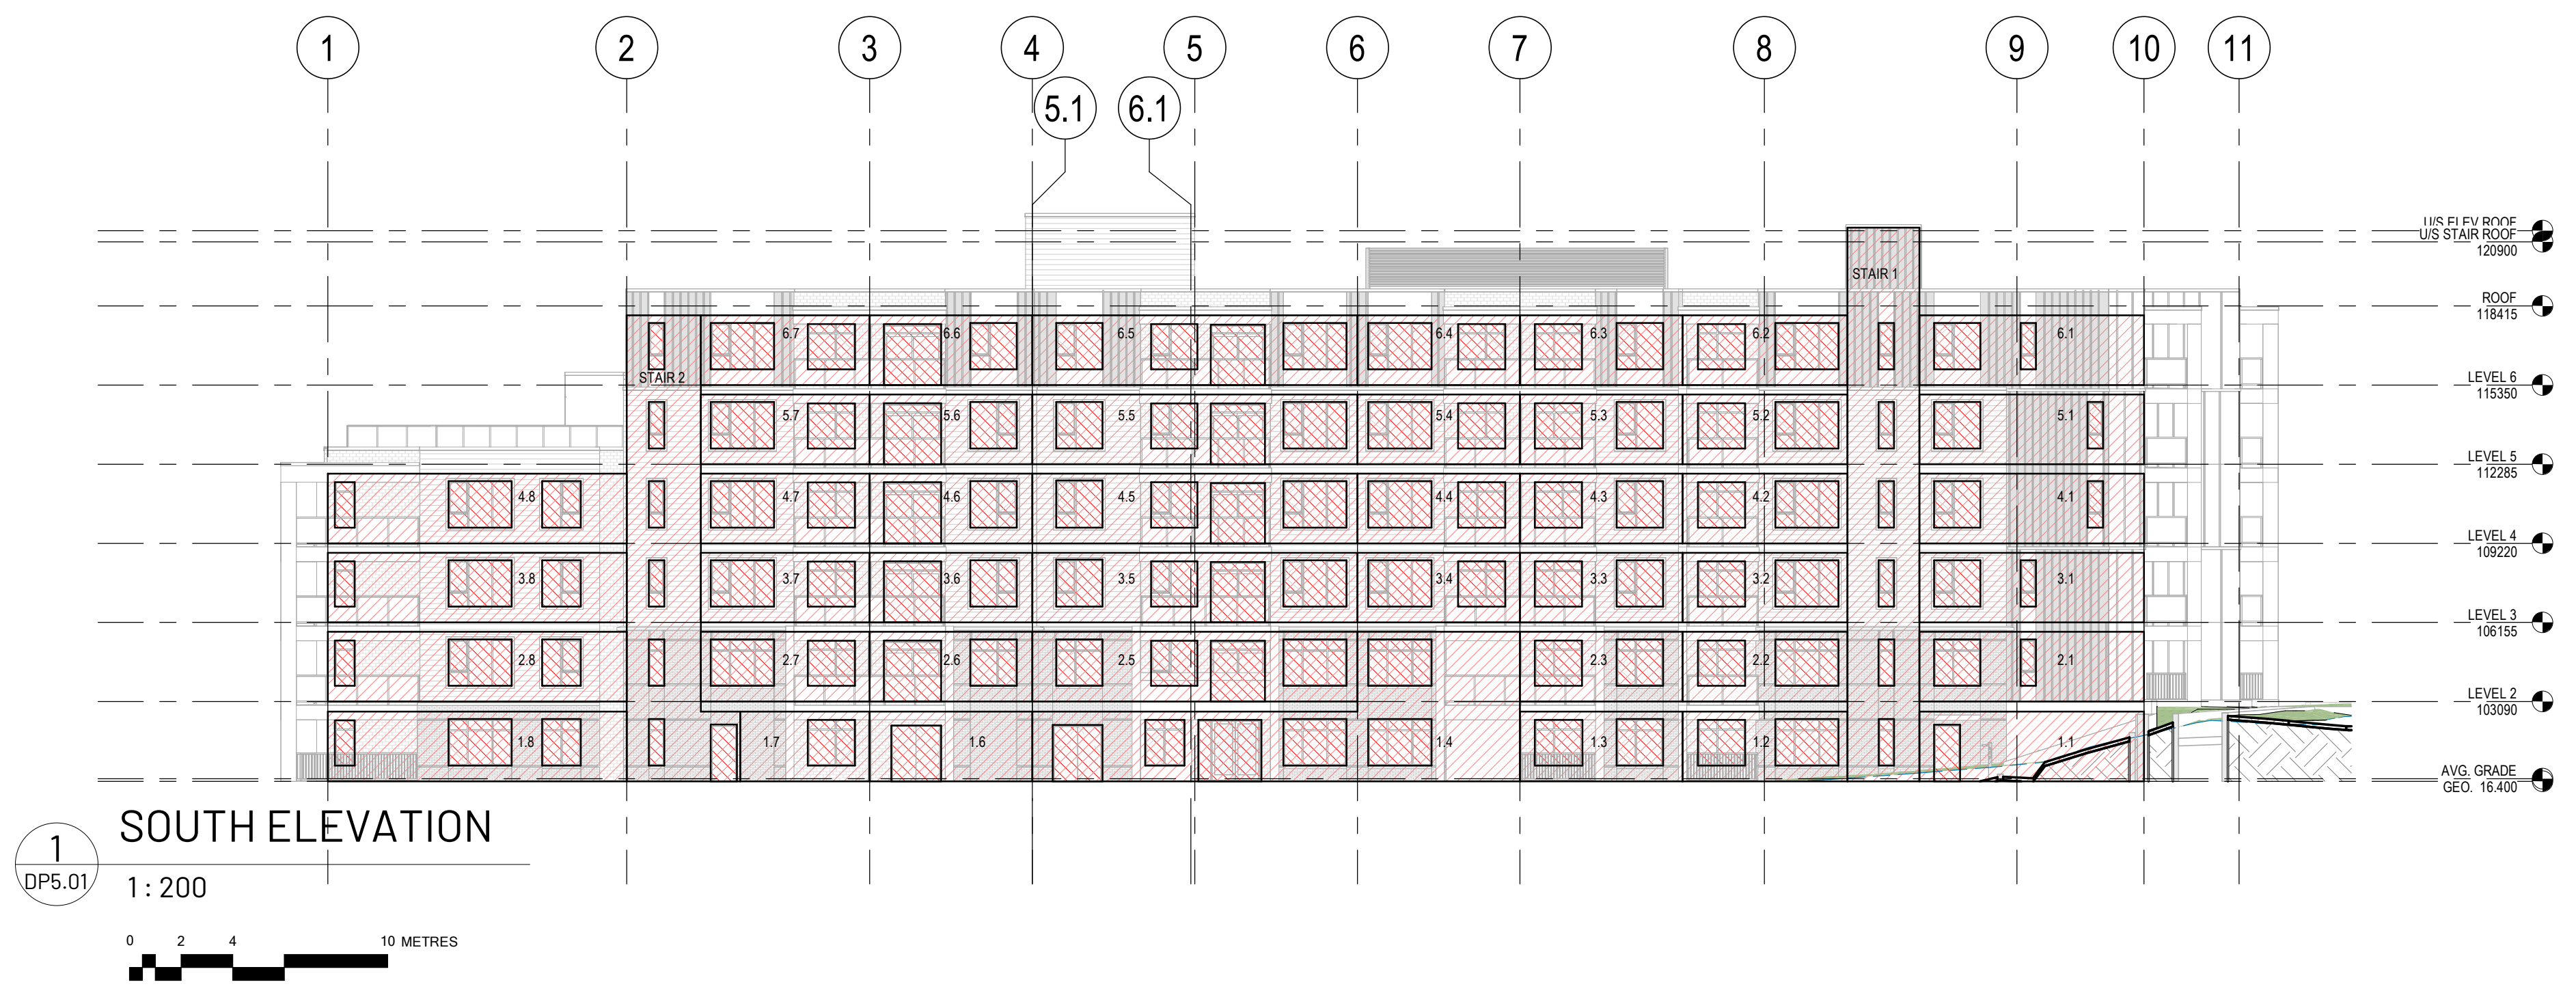 1 2 3 4 5 6 7 8 9 10 11
5.1 6.1
U/S ELEV ROOF
U/S STAIR ROOF
120900
STAIR 1
ROOF
118415
6.7 6.6 6.5 6.4 6.3 6.2 6.1
STAIR 2
LEVEL 6
115350
5.7 5.6 5.5 5.4 5.3 5.2 5.1
LEVEL 5
112285
4.8 4.7 4.6 4.5 4.4 4.3 4.2 4.1
LEVEL 4
109220
3.8 3.7 3.6 3.5 3.4 3.3 3.2 3.1
LEVEL 3
106155
2.8 2.7 2.6 2.5 2.3 2.2 2.1
LEVEL 2
103090
1.8 1.7 1.6 1.4 1.3 1.2 1.1
AVG. GRADE
GEO. 16.400
SOUTH ELEVATION
1
DP5.01
1 : 200
0 2 4 10 METRES